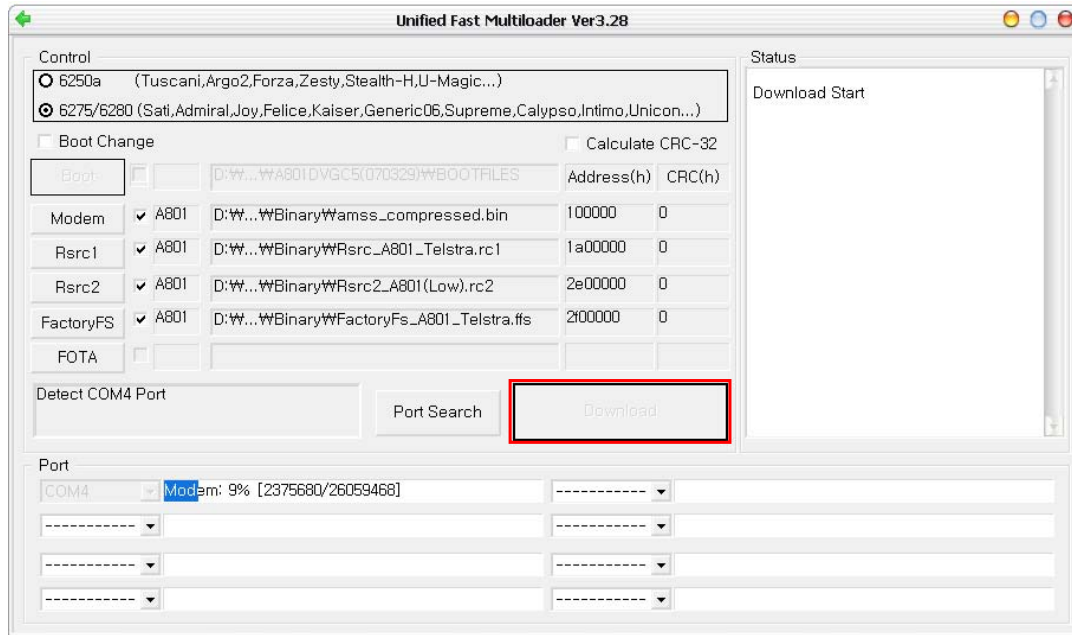 Unified Fast Multiloader Ver3.28
Control
6250a (Tuscani,Argo2,Forza,Zesty,Stealth-H,U-Magic...)
6275/6280 (Sati,Admiral,Joy,Felice,Kaiser,Generic06,Supreme,Calypso,Intimo,Unicon...)
Boot Change Calculate CRC-32
Boot D:₩...₩A801DVGC5(070329)₩BOOTFILES Address(h) CRC(h)
Modem A801 D:₩...₩Binary₩amss_compressed.bin 100000 0
Rsrc1 A801 D:₩...₩Binary₩Rsrc_A801_Telstra.rc1 1a00000 0
Rsrc2 A801 D:₩...₩Binary₩Rsrc2_A801(Low).rc2 2e00000 0
FactoryFS A801 D:₩...₩Binary₩FactoryFs_A801_Telstra.ffs 2f00000 0
FOTA
Detect COM4 Port
Port Search Download
Status
Download Start
Port
COM4 Modem: 9% [2375680/26059468] -----------
----------- -----------
----------- -----------
----------- -----------